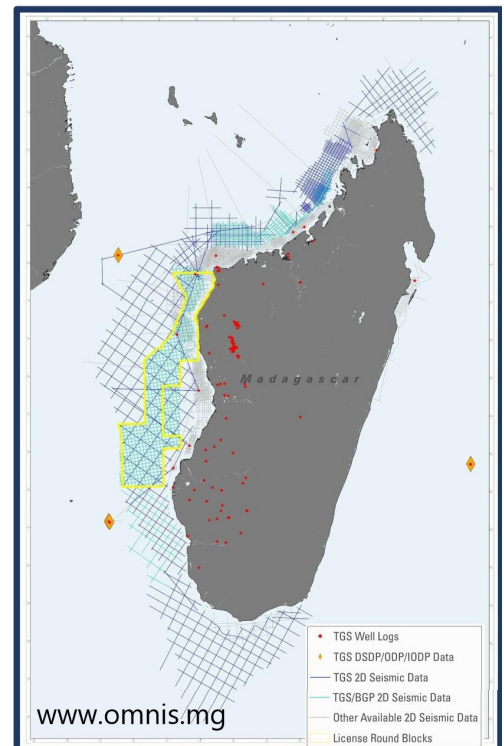 Madagascar
TGS Well Logs
TGS DSDP/ODP/IODP Data
TGS 2D Seismic Data
TGS/BGP 2D Seismic Data
Other Available 2D Seismic Data
License Round Blocks
www.omnis.mg